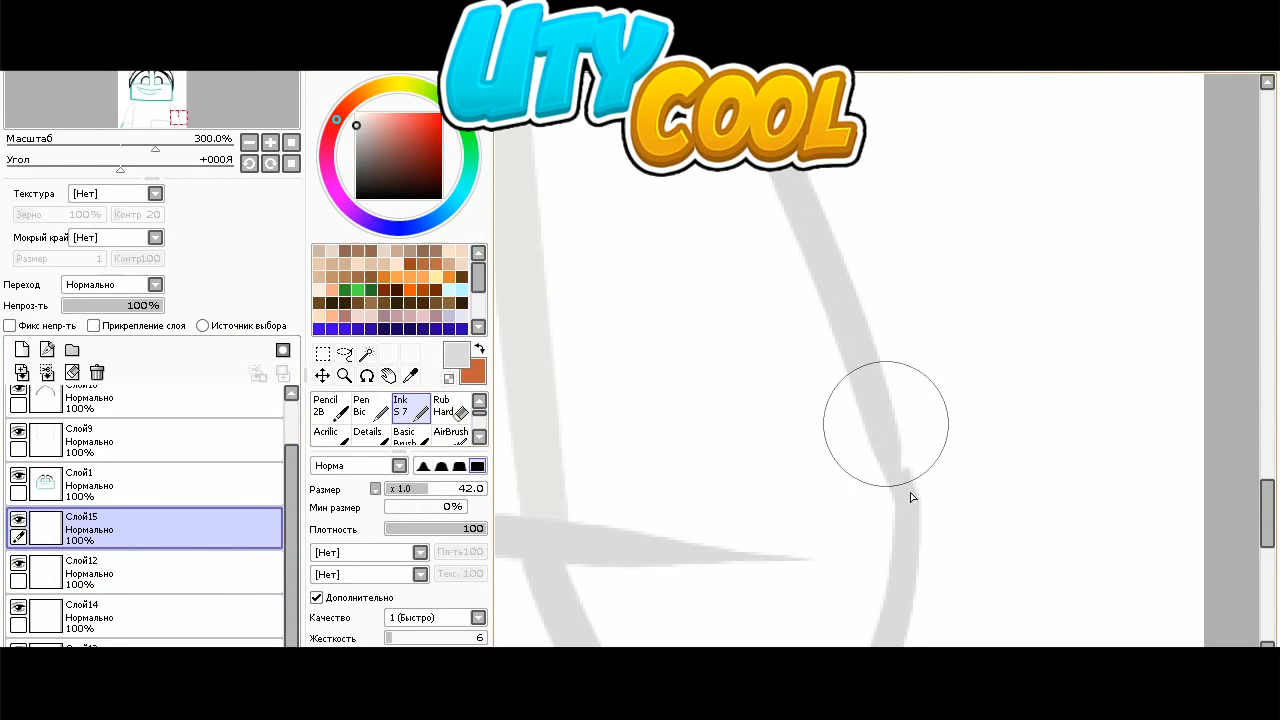 UTY
COOL
Масштаб 300.0%
Угол +000Я
Текстура [Нет]
Зерно 100% Контр 20
Мокрый край [Нет]
Размер 1 Контр100
Переход Нормально
Непроз-ть 100%
Фикс непр-ть Прикрепление слоя Источник выбора
Нормально
100%
Слой9
Нормально
100%
Слой1
Нормально
100%
Слой15
Нормально
100%
Слой12
Нормально
100%
Слой14
Нормально
100%
Pencil 2B
Pen Bic
Ink S 7
Rub Hard
Acrilic
Details
Basic Brush
AirBrush
Норма
Размер x 1.0 42.0
Мин размер 0%
Плотность 100
[Нет] Пл-ть100
[Нет] Текс. 100
Дополнительно
Качество 1 (Быстро)
Жесткость 6